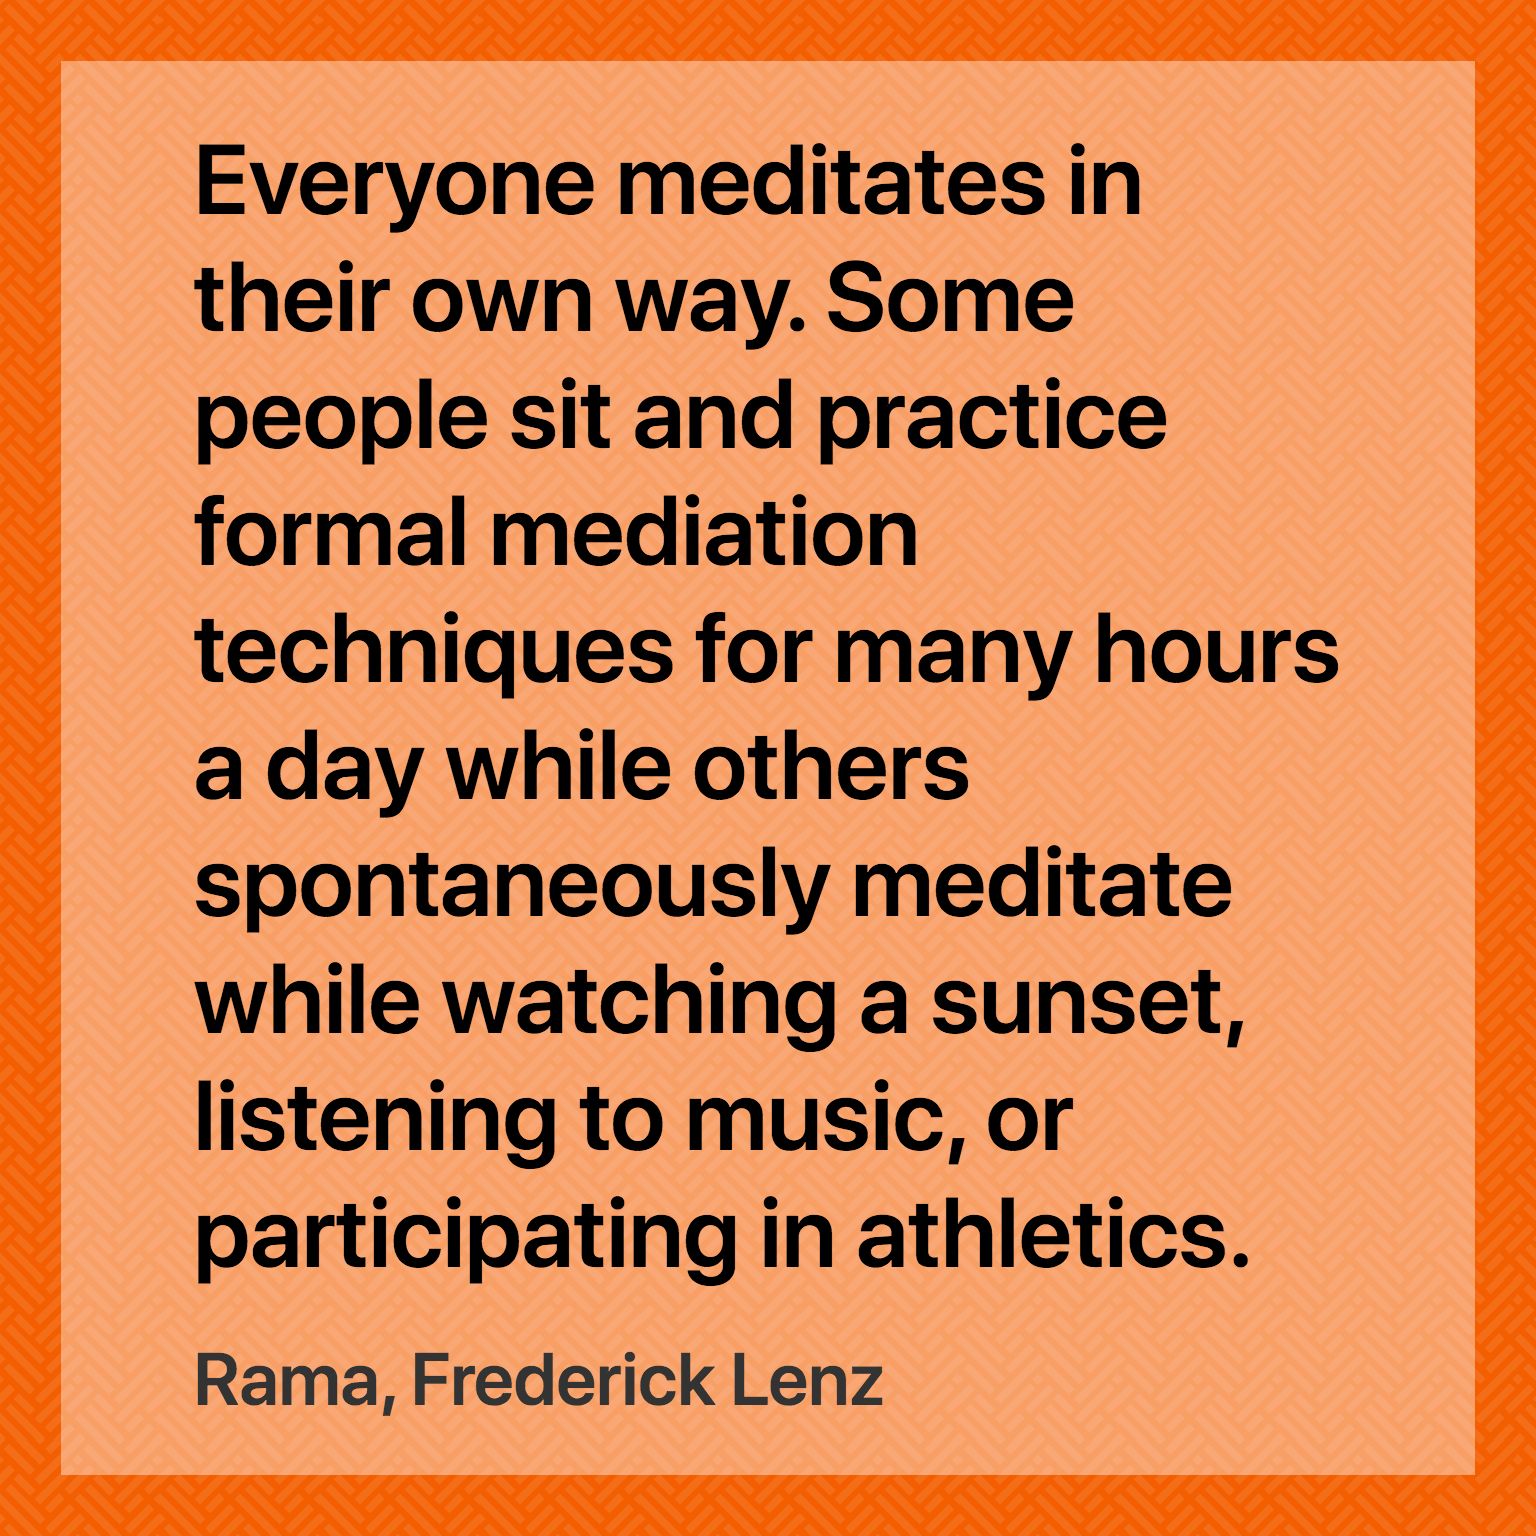 Everyone meditates in
their own way. Some
people sit and practice
formal mediation
techniques for many hours
a day while others
spontaneously meditate
while watching a sunset,
listening to music, or
participating in athletics.
Rama, Frederick Lenz